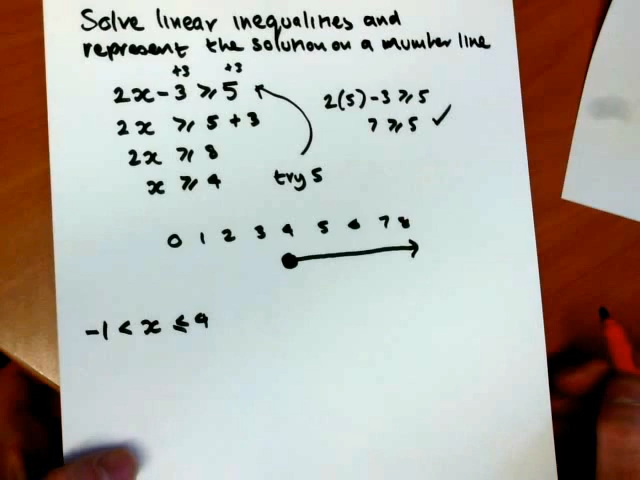 Solve linear inequalities and
represent the solution on a number line
+3 +3
2x - 3 ⩾ 5
2x ⩾ 5 + 3
2x ⩾ 8
x ⩾ 4
try 5
2(5) - 3 ⩾ 5
7 ⩾ 5 ✓
0 1 2 3 4 5 6 7 8
-1 < x ≤ 4